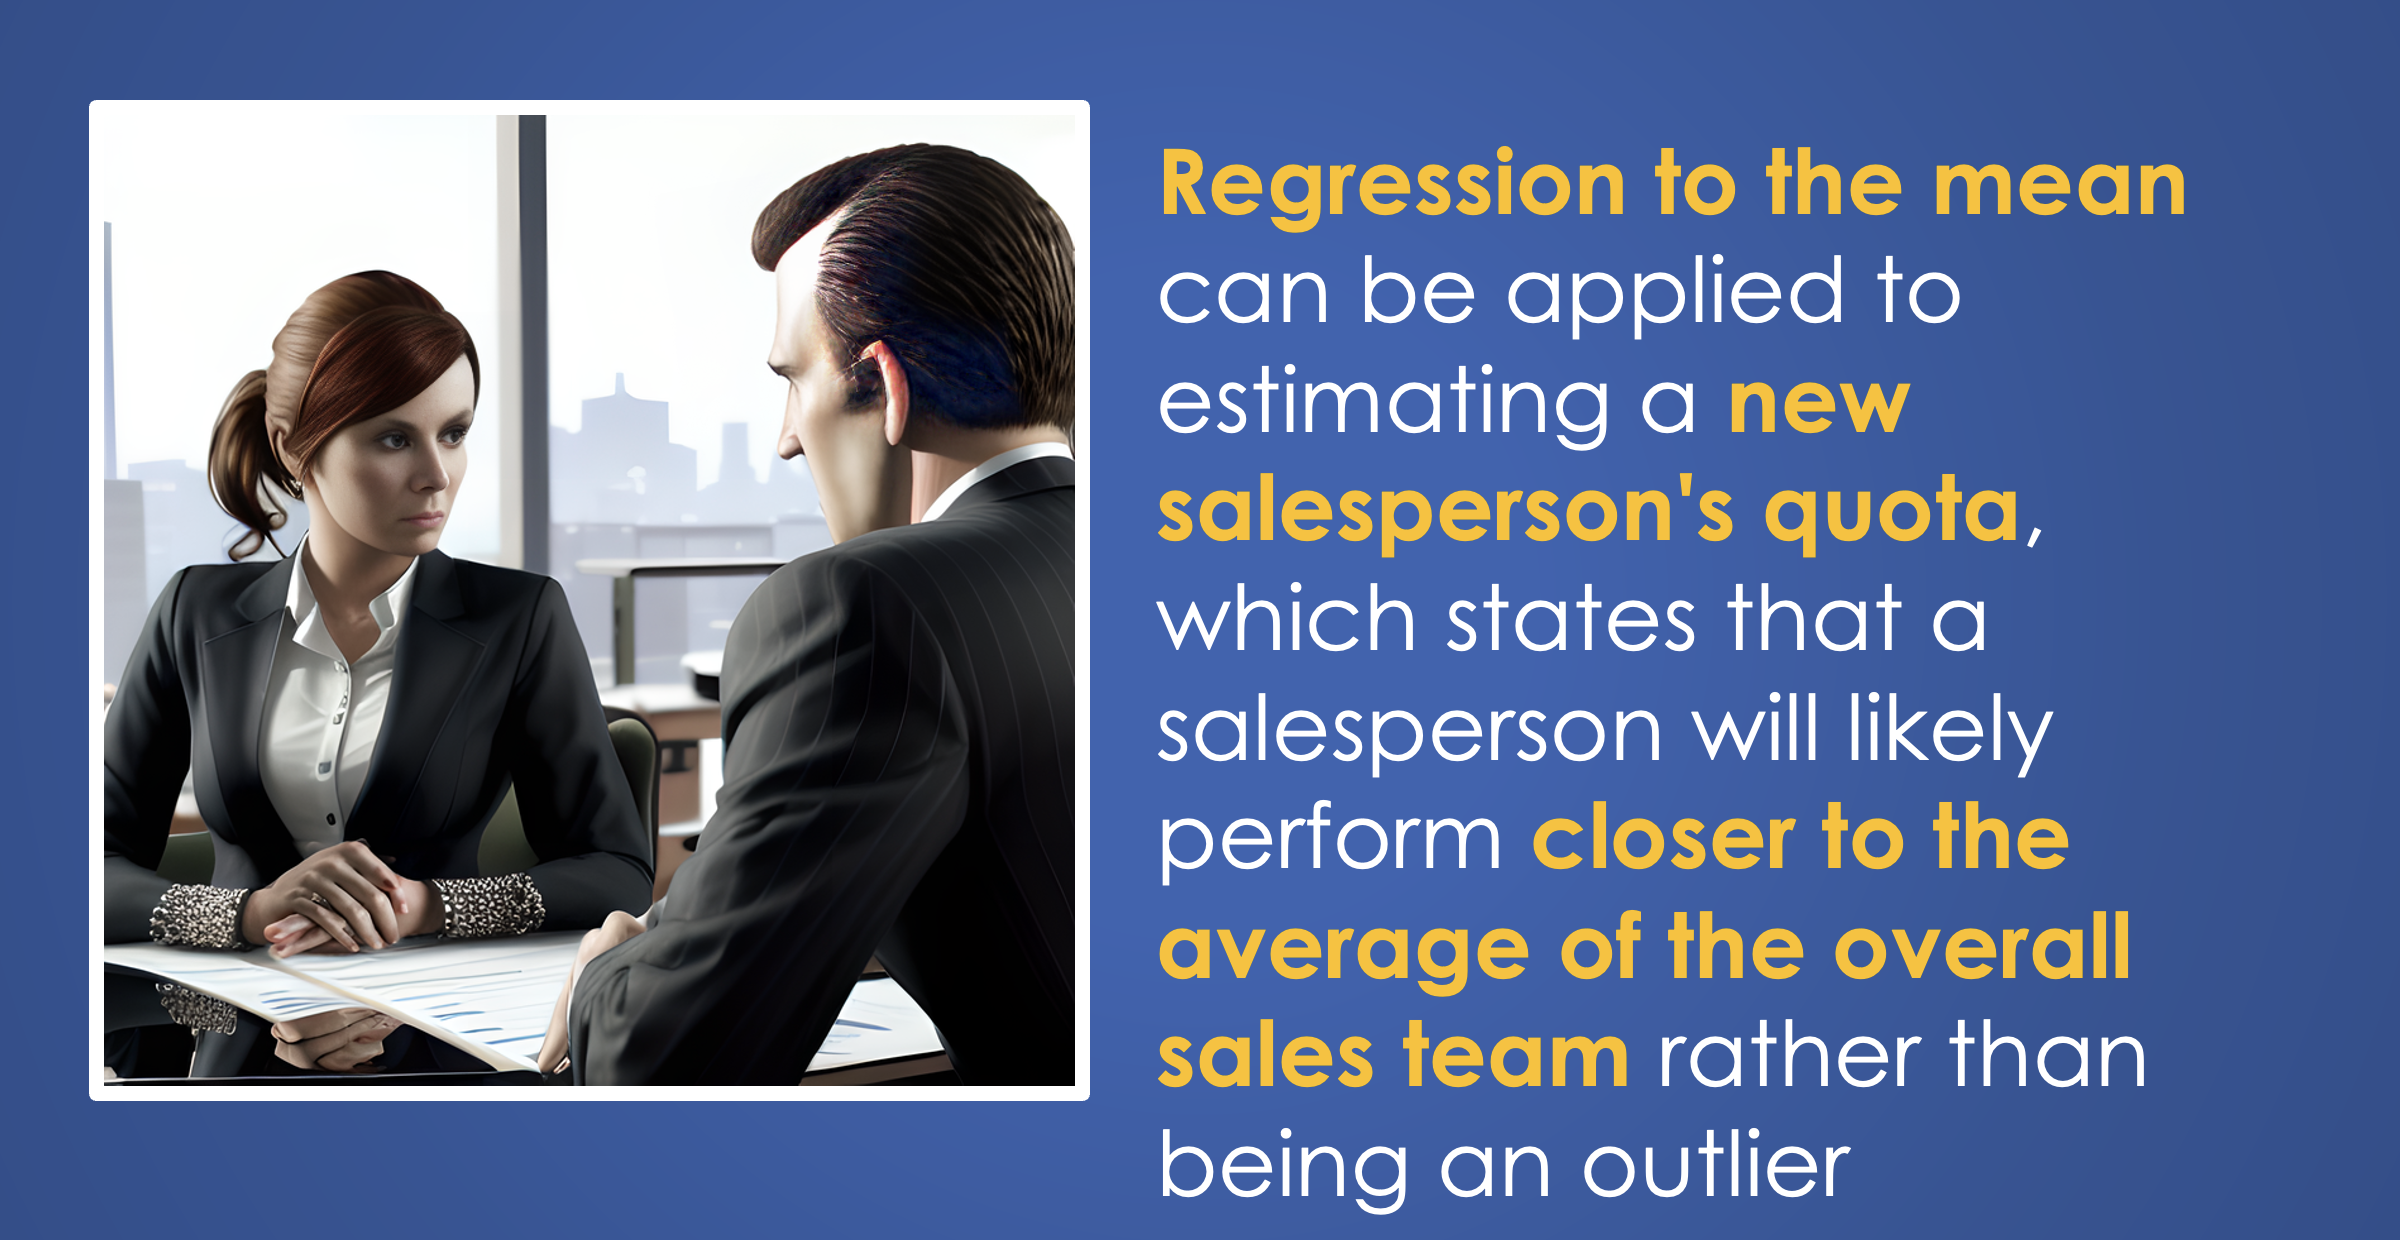 Regression to the mean
can be applied to
estimating a new
salesperson's quota,
which states that a
salesperson will likely
perform closer to the
average of the overall
sales team rather than
being an outlier